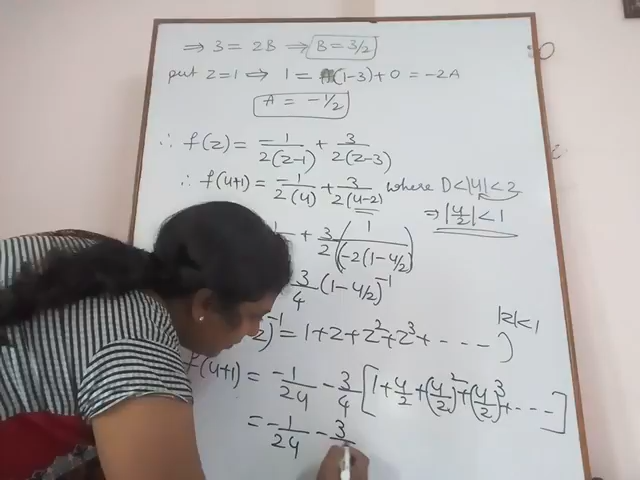 ⇒ 3 = 2B ⇒ B = 3/2
put z=1 ⇒ 1 = (1-3)+0 = -2A
A = -1/2
∴ f(z) = -1/2(z-1) + 3/2(z-3)
∴ f(u+1) = -1/2(u) + 3/2(u-2) where 0<|u|<2
⇒ |u/2| < 1
+ 3/2 (1/(-2(1-u/2))
3/4 (1-u/2)^-1
z)^-1 = 1+z+z^2+z^3+ - - - - ) |z|<1
f(u+1) = -1/2u - 3/4 [1+u/2+(u/2)^2+(u/2)^3+ - - -]
= -1/2u - 3